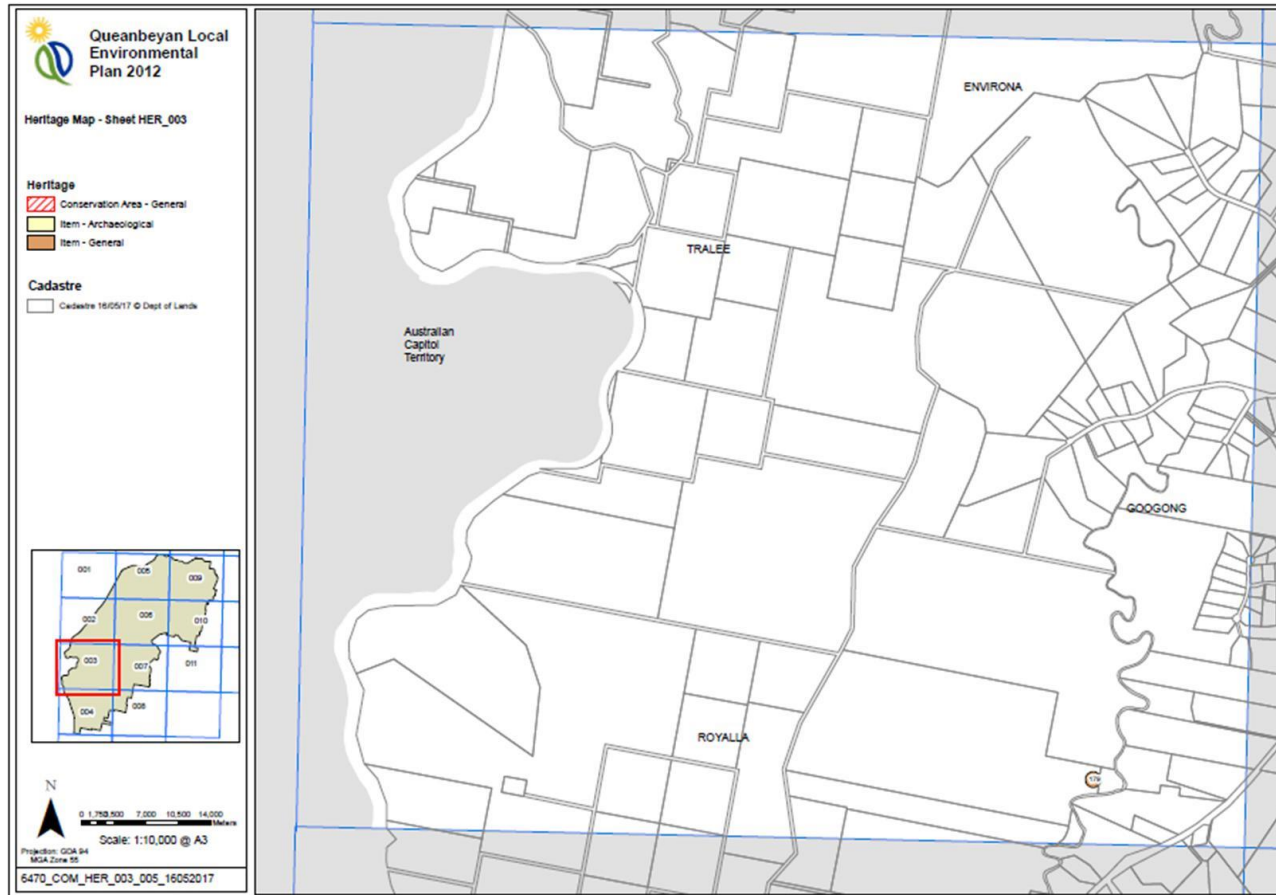 Queanbeyan Local
Environmental
Plan 2012
Heritage Map - Sheet HER_003
Heritage
Conservation Area - General
Item - Archaeological
Item - General
Cadastre
Cadastre 16/05/17 © Dept of Lands
001
005
009
002
006
010
003
007
011
004
008
N
0 1,750 3,500 7,000 10,500 14,000
Meters
Scale: 1:10,000 @ A3
Projection: GDA 94
MGA Zone 55
6470_COM_HER_003_005_16052017
ENVIRONA
TRALEE
Australian
Capitol
Territory
GOOGONG
ROYALLA
179